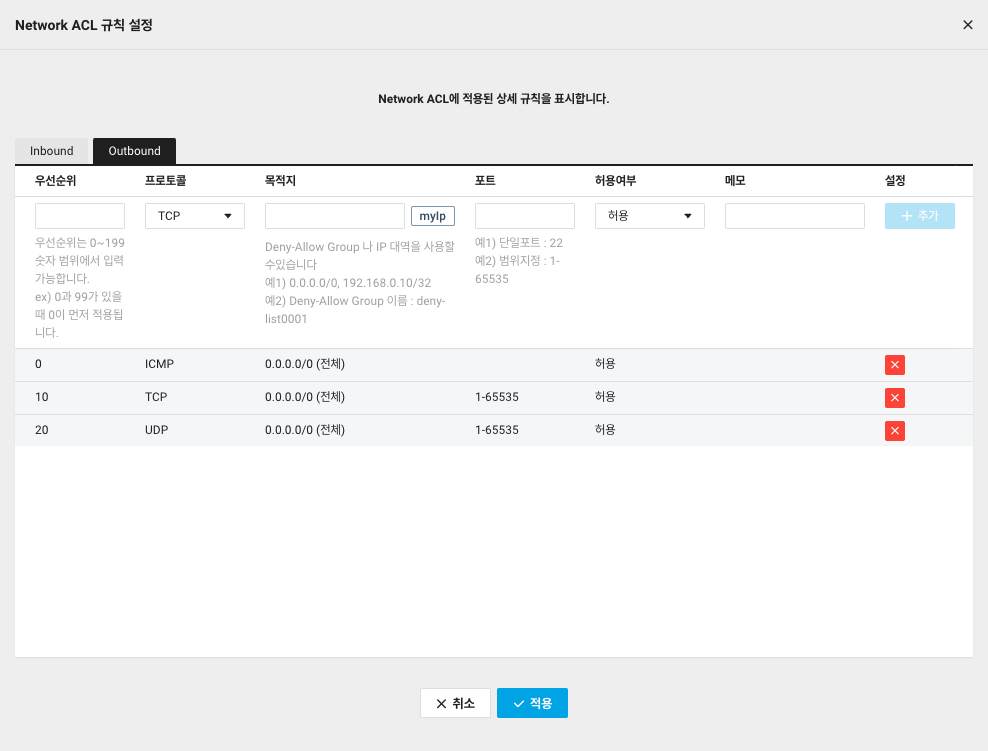 Network ACL 규칙 설정
Network ACL에 적용된 상세 규칙을 표시합니다.
Inbound Outbound
우선순위 프로토콜 목적지 포트 허용여부 메모 설정
TCP myIp 허용 추가
우선순위는 0~199
숫자 범위에서 입력
가능합니다.
ex) 0과 99가 있을
때 0이 먼저 적용됩
니다.
Deny-Allow Group 나 IP 대역을 사용할
수있습니다
예1) 0.0.0.0/0, 192.168.0.10/32
예2) Deny-Allow Group 이름 : deny-
list0001
예1) 단일포트 : 22
예2) 범위지정 : 1-
65535
0 ICMP 0.0.0.0/0 (전체) 허용
10 TCP 0.0.0.0/0 (전체) 1-65535 허용
20 UDP 0.0.0.0/0 (전체) 1-65535 허용
취소 적용